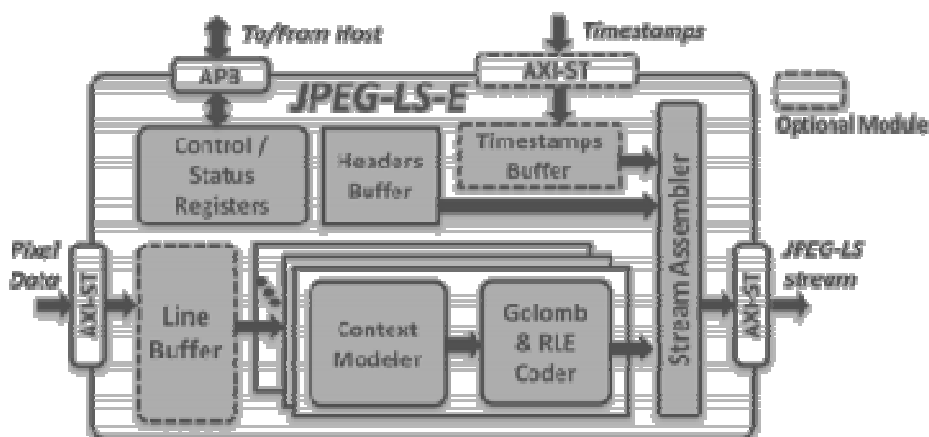 To/From Host
Timestamps
APB
AXI-ST
JPEG-LS-E
Optional Module
Control /
Status
Registers
Headers
Buffer
Timestamps
Buffer
Stream Assembler
Pixel
Data
AXI-ST
Line
Buffer
Context
Modeler
Golomb
& RLE
Coder
AXI-ST
JPEG-LS
stream